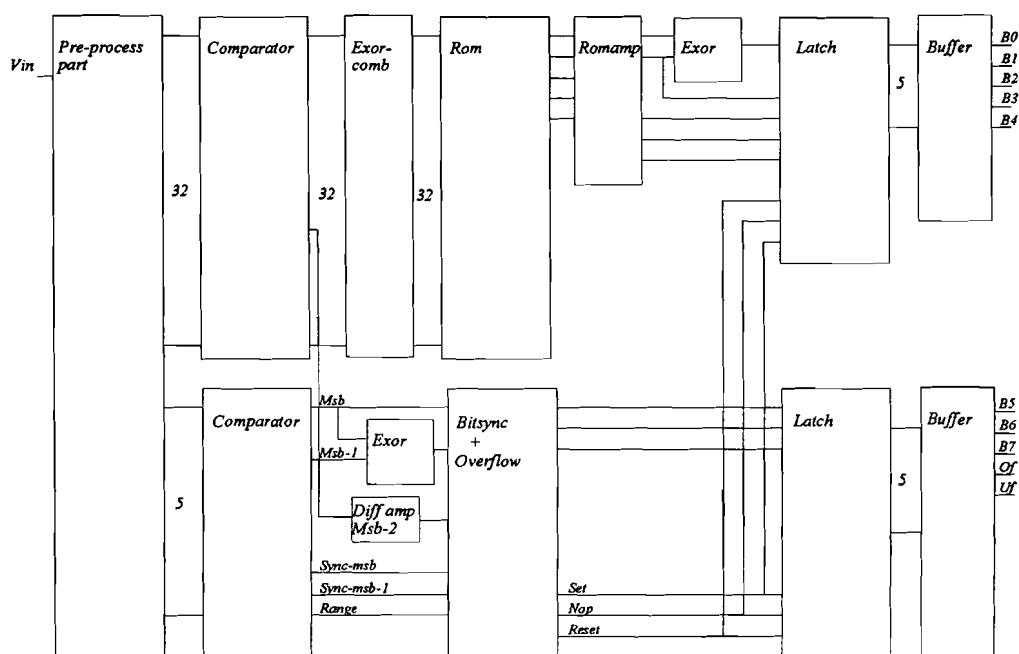 Pre-process
part
Comparator
Exor-
comb
Rom
Romamp
Exor
Latch
Buffer
Vin
B0
B1
B2
B3
B4
5
32
32
32
Comparator
Msb
Msb-1
Exor
Bitsync
+
Overflow
Diff amp
Msb-2
Latch
Buffer
B5
B6
B7
Of
Uf
5
5
Sync-msb
Sync-msb-1
Range
Set
Nop
Reset